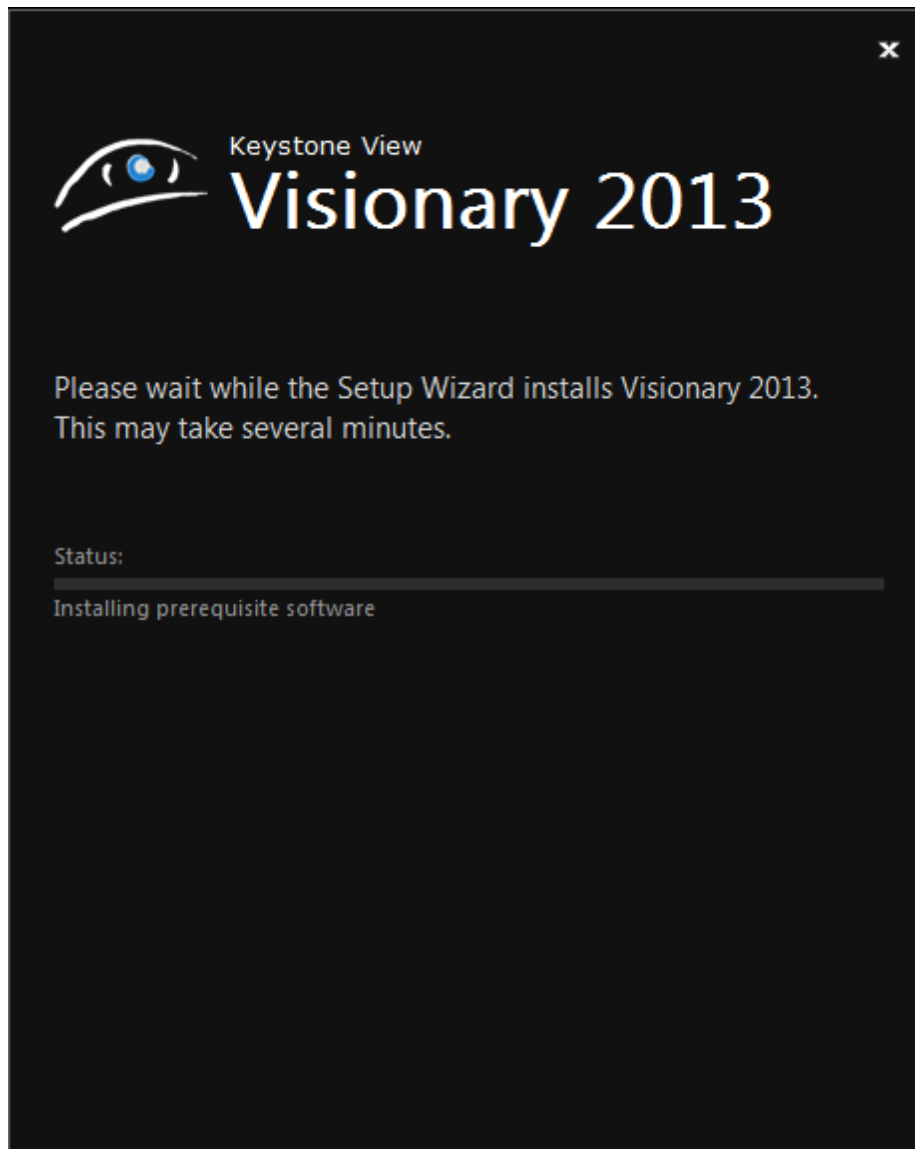 Keystone View
Visionary 2013
Please wait while the Setup Wizard installs Visionary 2013.
This may take several minutes.
Status:
Installing prerequisite software